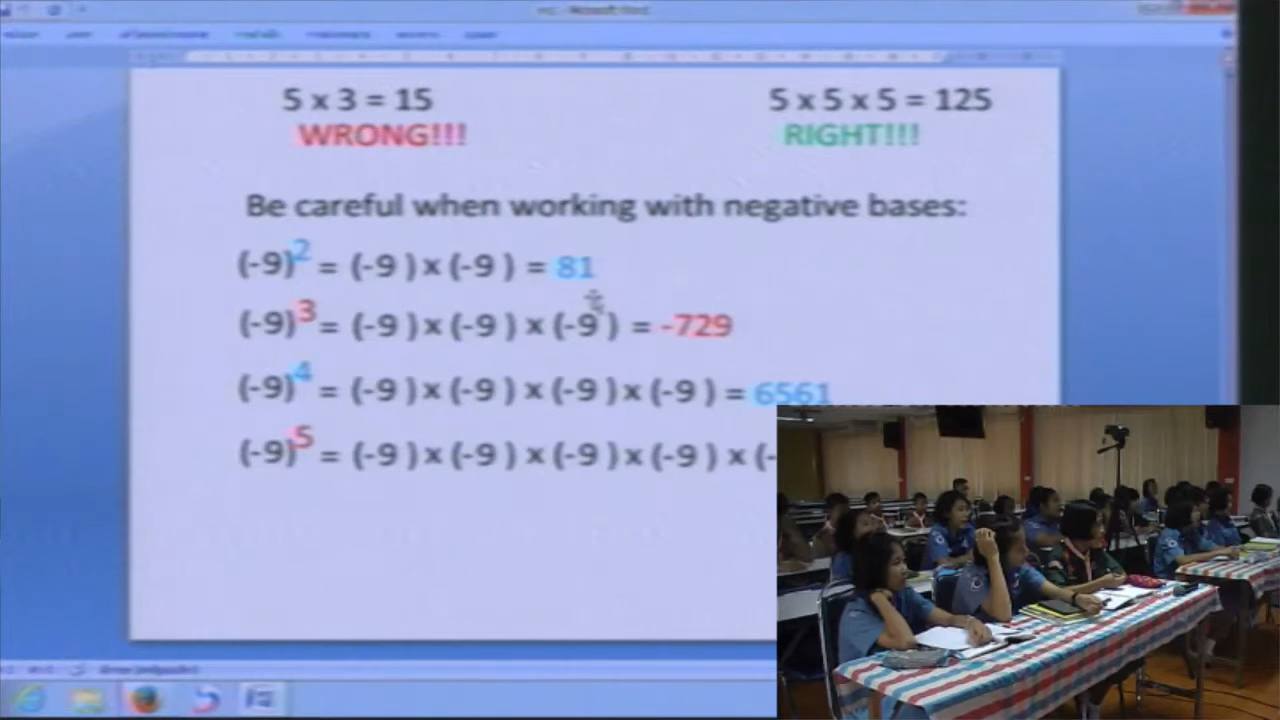 5 x 3 = 15 5 x 5 x 5 = 125
WRONG!!! RIGHT!!!
Be careful when working with negative bases:
(-9)² = (-9 ) x (-9 ) = 81
(-9)³ = (-9 ) x (-9 ) x (-9 ) = -729
(-9)⁴ = (-9 ) x (-9 ) x (-9 ) x (-9 ) = 6561
(-9)⁵ = (-9 ) x (-9 ) x (-9 ) x (-9 ) x (-